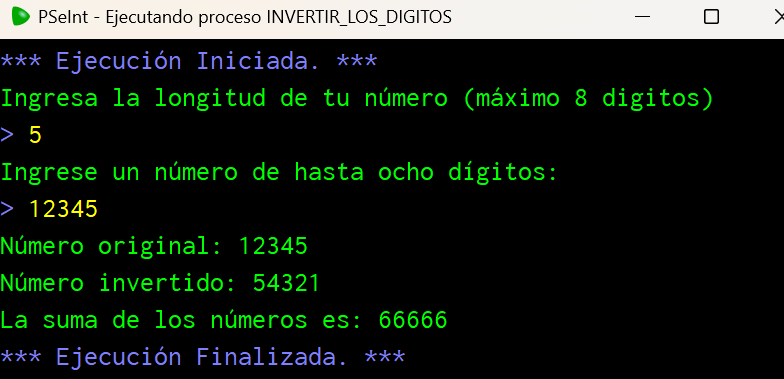 PSeInt - Ejecutando proceso INVERTIR_LOS_DIGITOS
*** Ejecución Iniciada. ***
Ingresa la longitud de tu número (máximo 8 digitos)
> 5
Ingrese un número de hasta ocho dígitos:
> 12345
Número original: 12345
Número invertido: 54321
La suma de los números es: 66666
*** Ejecución Finalizada. ***